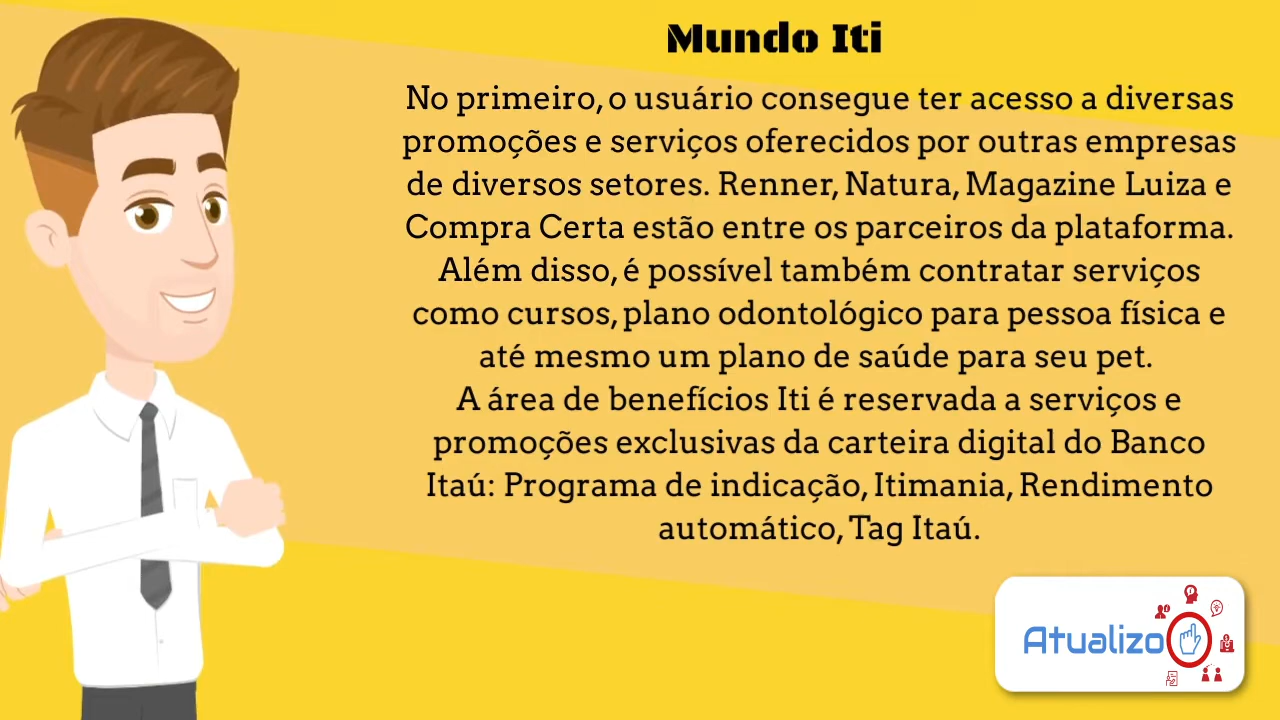 Mundo Iti
No primeiro, o usuário consegue ter acesso a diversas
promoções e serviços oferecidos por outras empresas
de diversos setores. Renner, Natura, Magazine Luiza e
Compra Certa estão entre os parceiros da plataforma.
Além disso, é possível também contratar serviços
como cursos, plano odontológico para pessoa física e
até mesmo um plano de saúde para seu pet.
A área de benefícios Iti é reservada a serviços e
promoções exclusivas da carteira digital do Banco
Itaú: Programa de indicação, Itimania, Rendimento
automático, Tag Itaú.
Atualizo